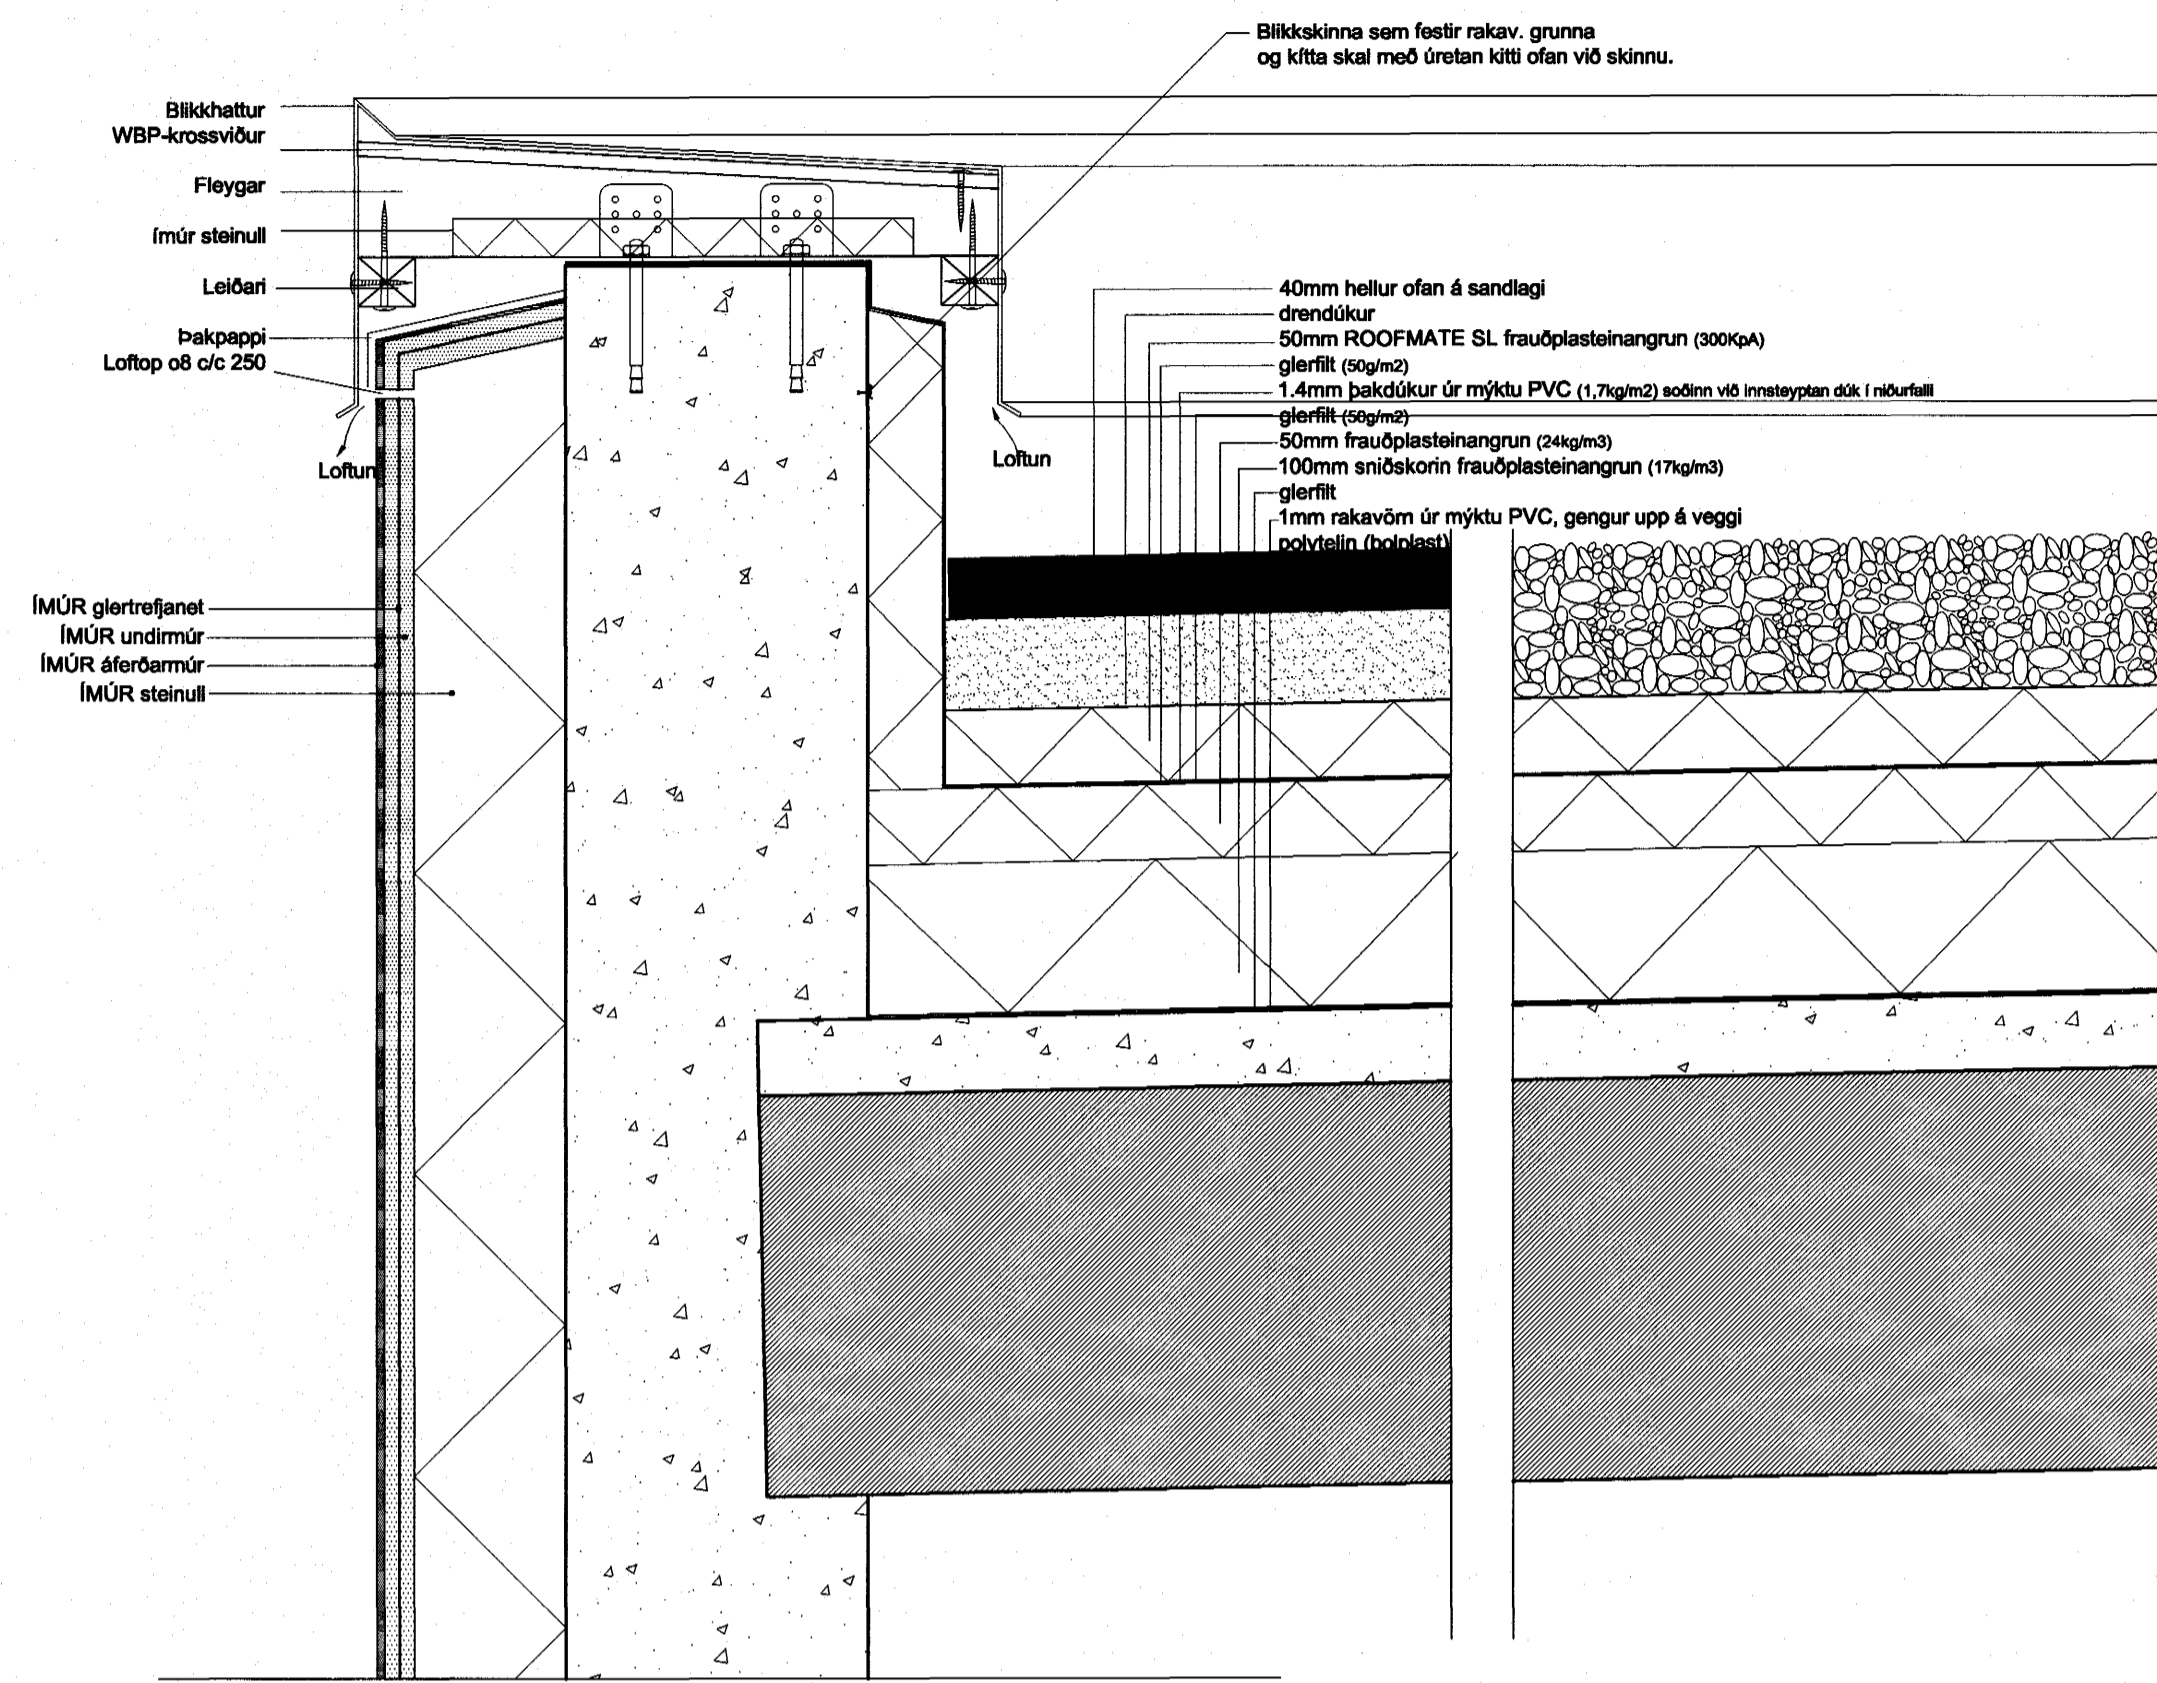 Blikkskinna sem festir rakav. grunna
og kítta skal með úretan kitti ofan við skinnu.
Blikkhattur
WBP-krossviður
Fleygar
ímúr steinull
Leiðari
Þakpappi
Loftop o8 c/c 250
Loftun
Loftun
40mm hellur ofan á sandlagi
drendúkur
50mm ROOFMATE SL frauðplasteinangrun (300KpA)
glerfilt (50g/m2)
1.4mm þakdúkur úr mýktu PVC (1,7kg/m2) soðinn við innsteyptan dúk í niðurfalli
glerfilt (50g/m2)
50mm frauðplasteinangrun (24kg/m3)
100mm sniðskorin frauðplasteinangrun (17kg/m3)
glerfilt
1mm rakavörn úr mýktu PVC, gengur upp á veggi
polytelin (bolplast)
ÍMÚR glertrefjanet
ÍMÚR undirmúr
ÍMÚR áferðarmúr
ÍMÚR steinull